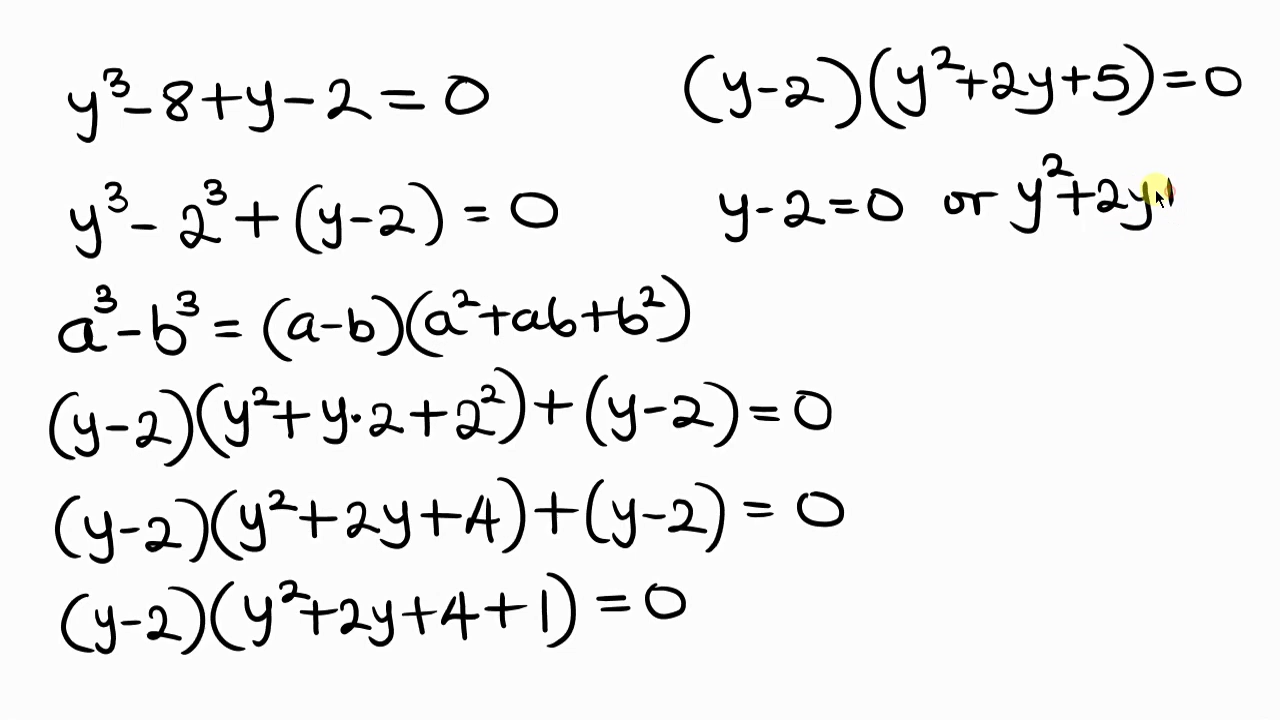 y³-8+y-2=0
y³-2³+(y-2)=0
a³-b³=(a-b)(a²+ab+b²)
(y-2)(y²+y·2+2²)+(y-2)=0
(y-2)(y²+2y+4)+(y-2)=0
(y-2)(y²+2y+4+1)=0
(y-2)(y²+2y+5)=0
y-2=0 or y²+2y